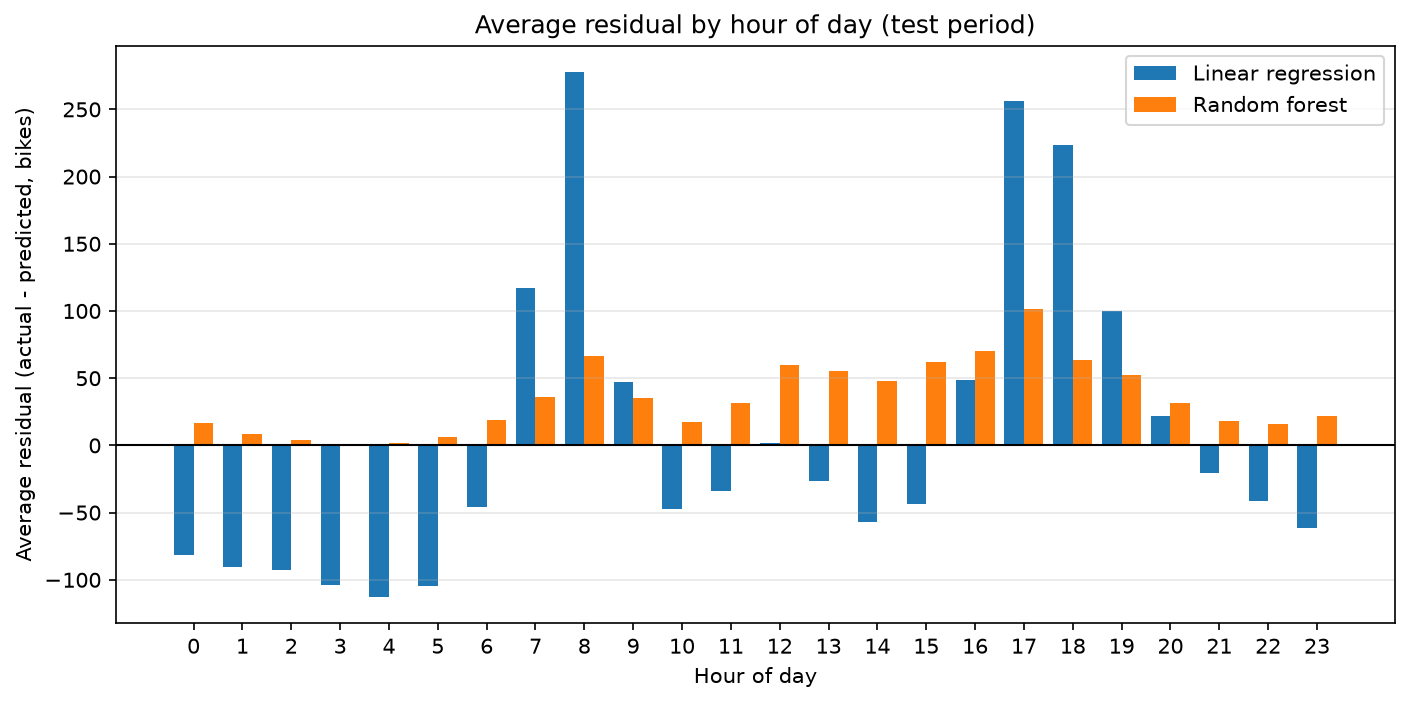 Average residual by hour of day (test period)
Linear regression
Random forest
Average residual (actual - predicted, bikes)
250
200
150
100
50
0
−50
−100
0 1 2 3 4 5 6 7 8 9 10 11 12 13 14 15 16 17 18 19 20 21 22 23
Hour of day